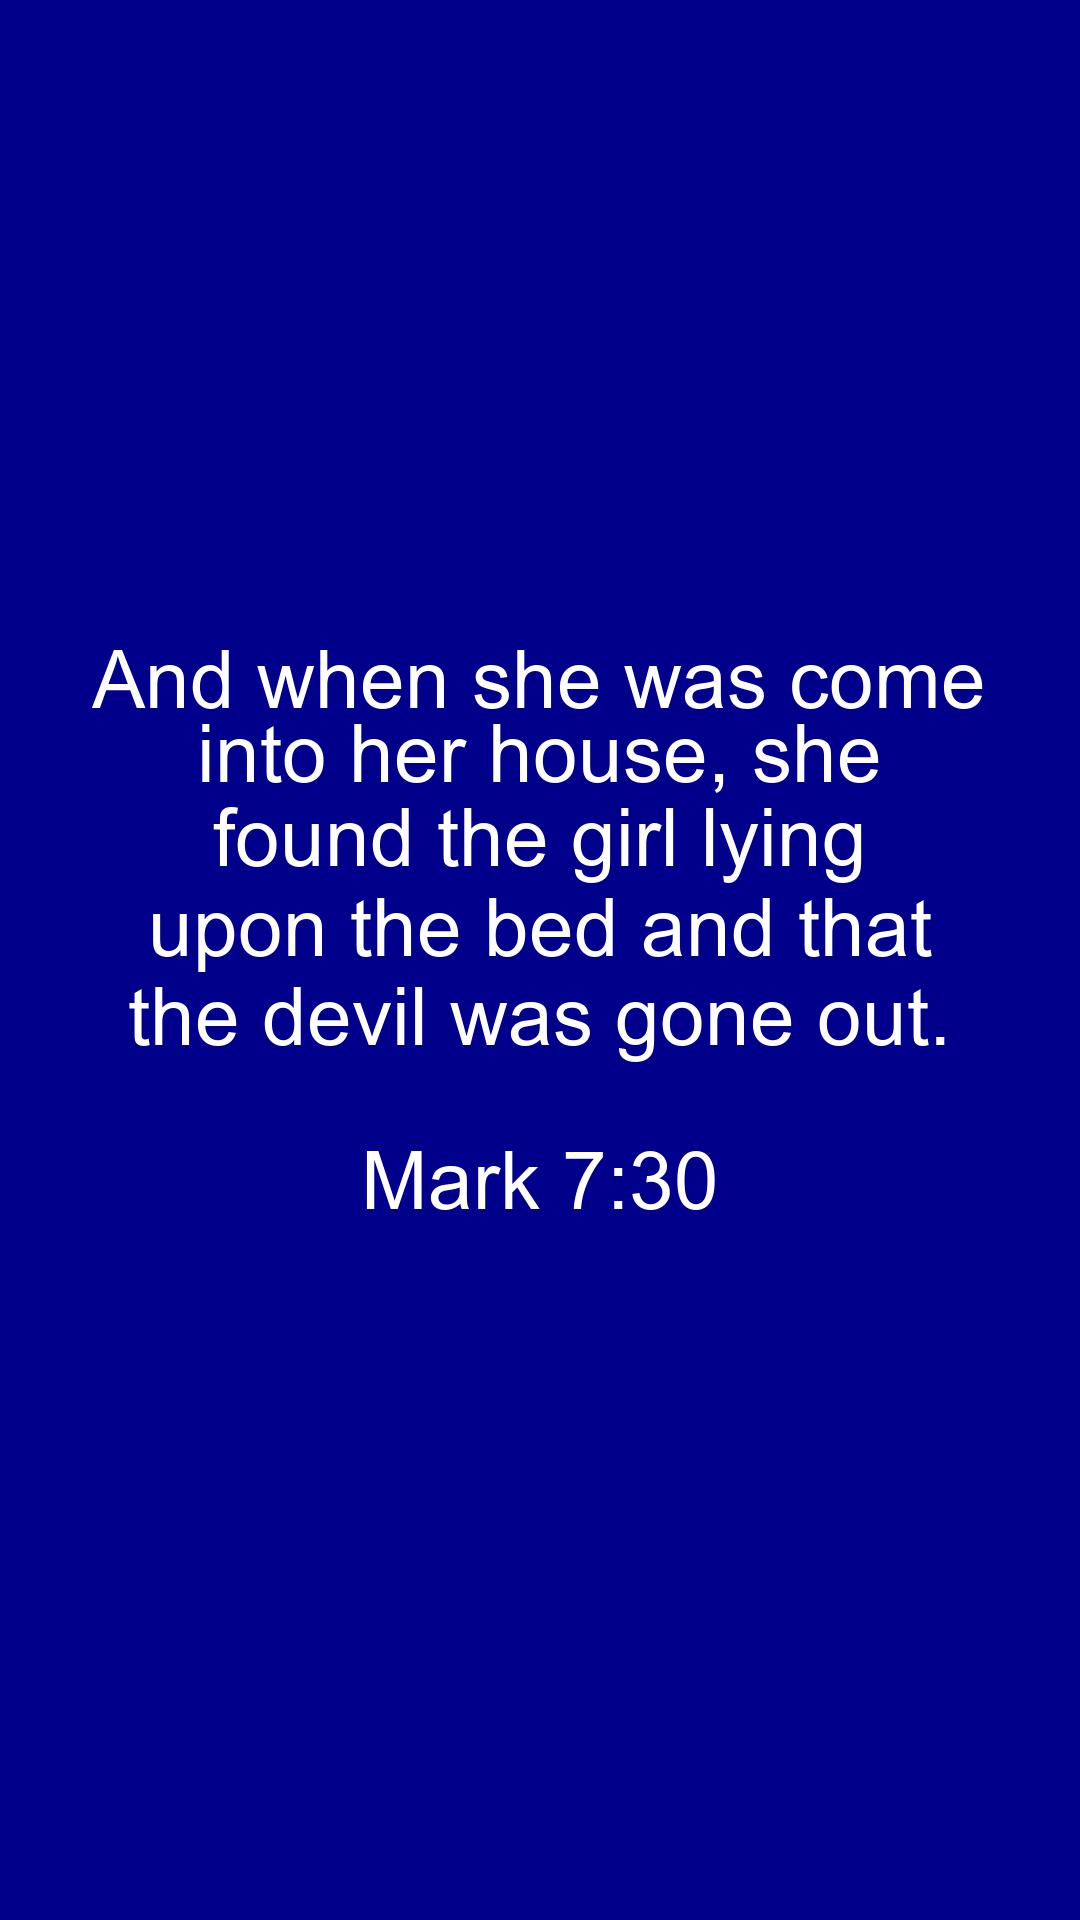 And when she was come
into her house, she
found the girl lying
upon the bed and that
the devil was gone out.
Mark 7:30